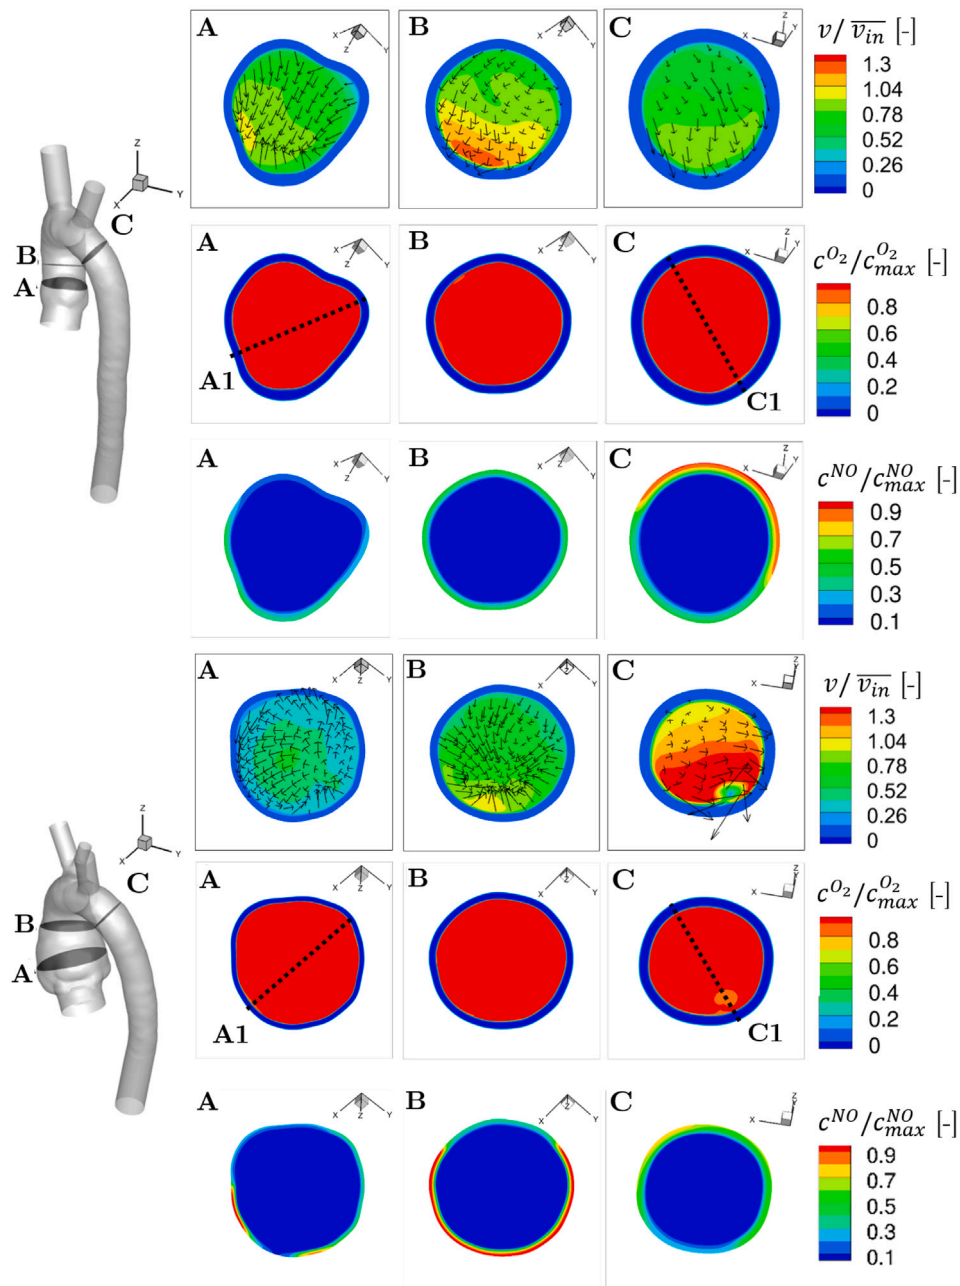 A B C v/v̅i̅n̅ [-]
X Y Z X Y Z X Y Z
1.3
1.04
0.78
0.52
0.26
0
Z
X Y
C
B
A
A B C c^O₂/c^O₂_max [-]
X Y Z X Y Z X Y Z
0.8
0.6
0.4
0.2
0
A1 C1
A B C c^NO/c^NO_max [-]
X Y Z X Y Z X Y Z
0.9
0.7
0.5
0.3
0.1
A B C v/v̅i̅n̅ [-]
X Y Z X Y Z X Y Z
1.3
1.04
0.78
0.52
0.26
0
Z
X Y
C
B
A
A B C c^O₂/c^O₂_max [-]
X Y Z X Y Z X Y Z
0.8
0.6
0.4
0.2
0
A1 C1
A B C c^NO/c^NO_max [-]
X Y Z X Y Z X Y Z
0.9
0.7
0.5
0.3
0.1